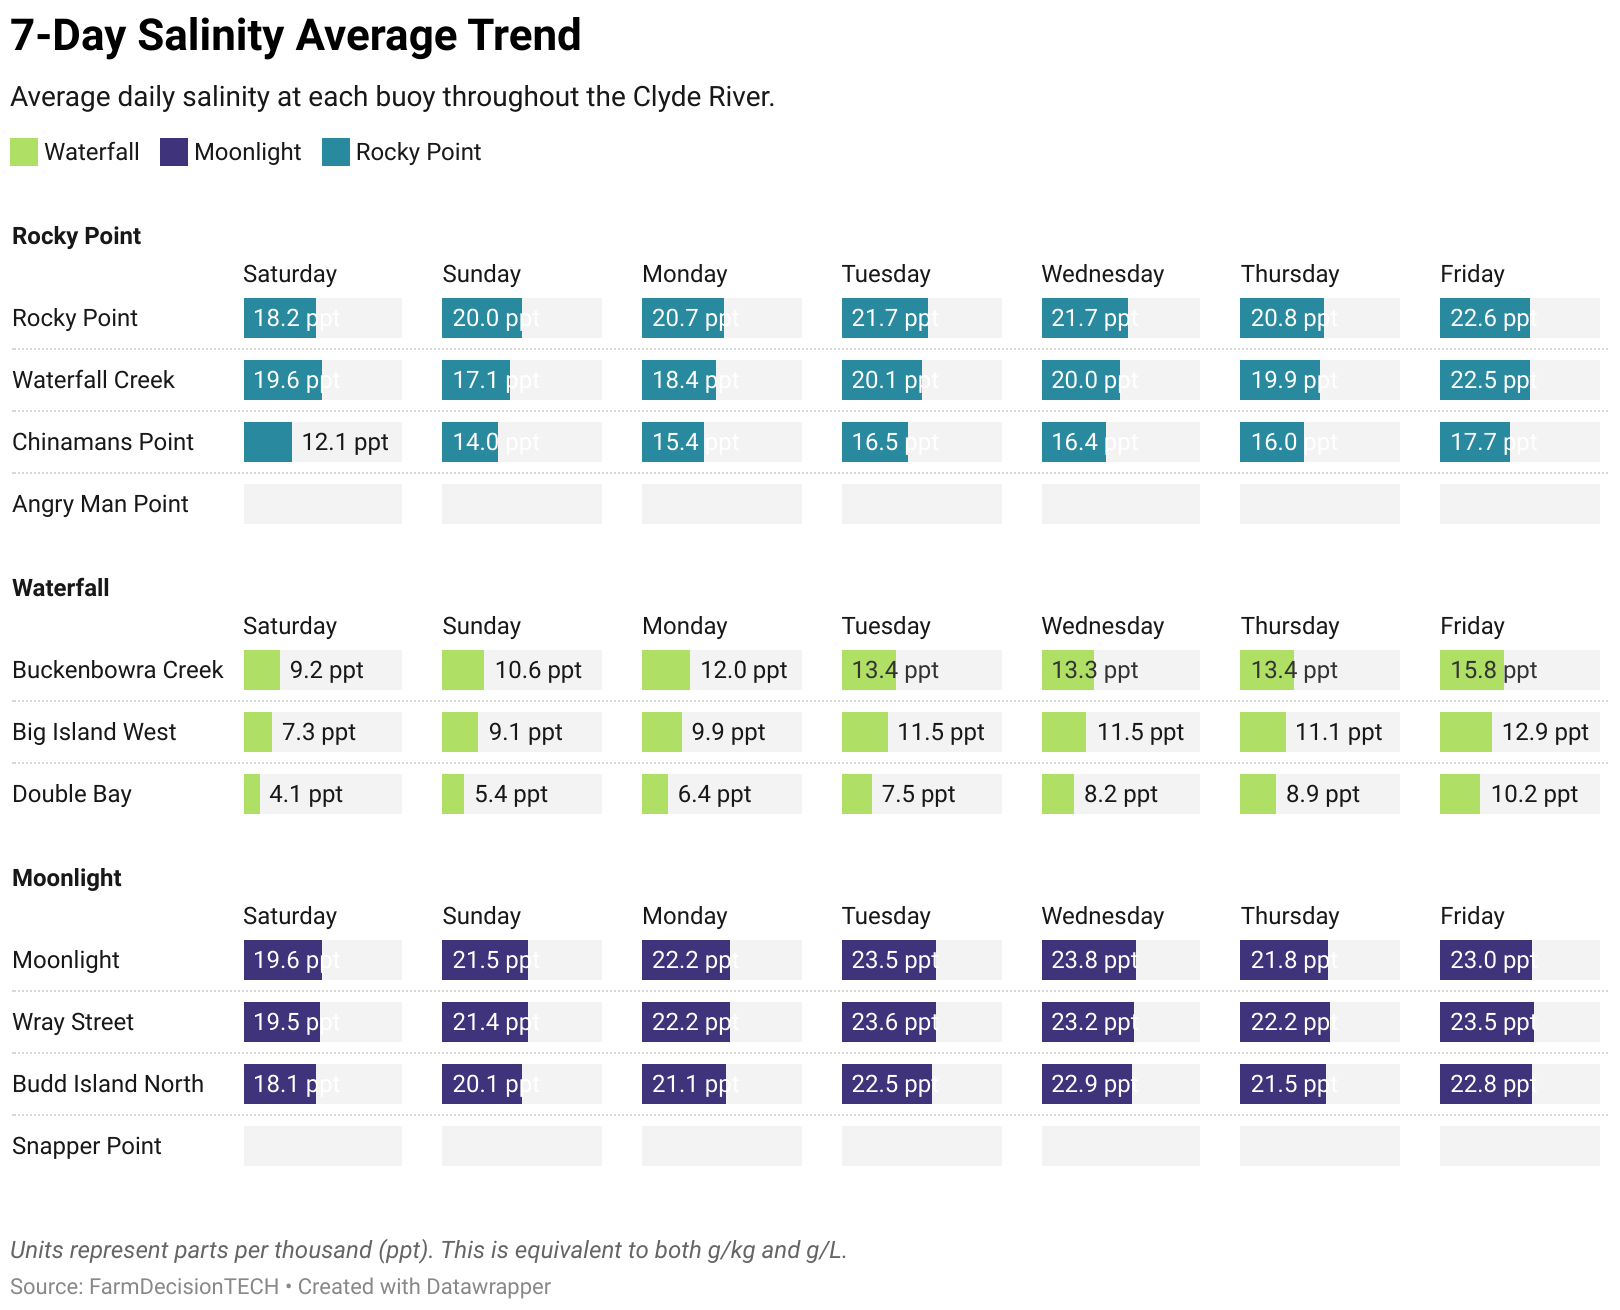 7-Day Salinity Average Trend
Average daily salinity at each buoy throughout the Clyde River.
Waterfall Moonlight Rocky Point
Rocky Point
Saturday Sunday Monday Tuesday Wednesday Thursday Friday
Rocky Point 18.2 ppt 20.0 ppt 20.7 ppt 21.7 ppt 21.7 ppt 20.8 ppt 22.6 ppt
Waterfall Creek 19.6 ppt 17.1 ppt 18.4 ppt 20.1 ppt 20.0 ppt 19.9 ppt 22.5 ppt
Chinamans Point 12.1 ppt 14.0 ppt 15.4 ppt 16.5 ppt 16.4 ppt 16.0 ppt 17.7 ppt
Angry Man Point
Waterfall
Saturday Sunday Monday Tuesday Wednesday Thursday Friday
Buckenbowra Creek 9.2 ppt 10.6 ppt 12.0 ppt 13.4 ppt 13.3 ppt 13.4 ppt 15.8 ppt
Big Island West 7.3 ppt 9.1 ppt 9.9 ppt 11.5 ppt 11.5 ppt 11.1 ppt 12.9 ppt
Double Bay 4.1 ppt 5.4 ppt 6.4 ppt 7.5 ppt 8.2 ppt 8.9 ppt 10.2 ppt
Moonlight
Saturday Sunday Monday Tuesday Wednesday Thursday Friday
Moonlight 19.6 ppt 21.5 ppt 22.2 ppt 23.5 ppt 23.8 ppt 21.8 ppt 23.0 ppt
Wray Street 19.5 ppt 21.4 ppt 22.2 ppt 23.6 ppt 23.2 ppt 22.2 ppt 23.5 ppt
Budd Island North 18.1 ppt 20.1 ppt 21.1 ppt 22.5 ppt 22.9 ppt 21.5 ppt 22.8 ppt
Snapper Point
Units represent parts per thousand (ppt). This is equivalent to both g/kg and g/L.
Source: FarmDecisionTECH • Created with Datawrapper